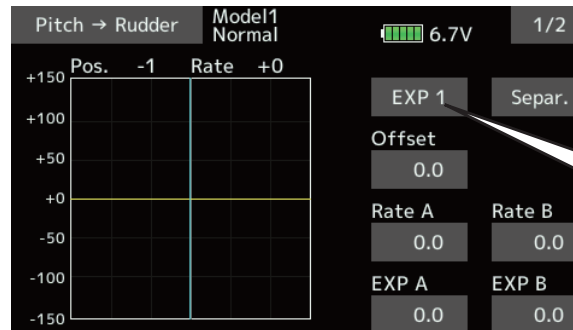 Pitch → Rudder Model1 Normal 6.7V 1/2
Pos. -1 Rate +0
+150
+100
+50
+0
-50
-100
-150
EXP 1 Separ.
Offset
0.0
Rate A Rate B
0.0 0.0
EXP A EXP B
0.0 0.0